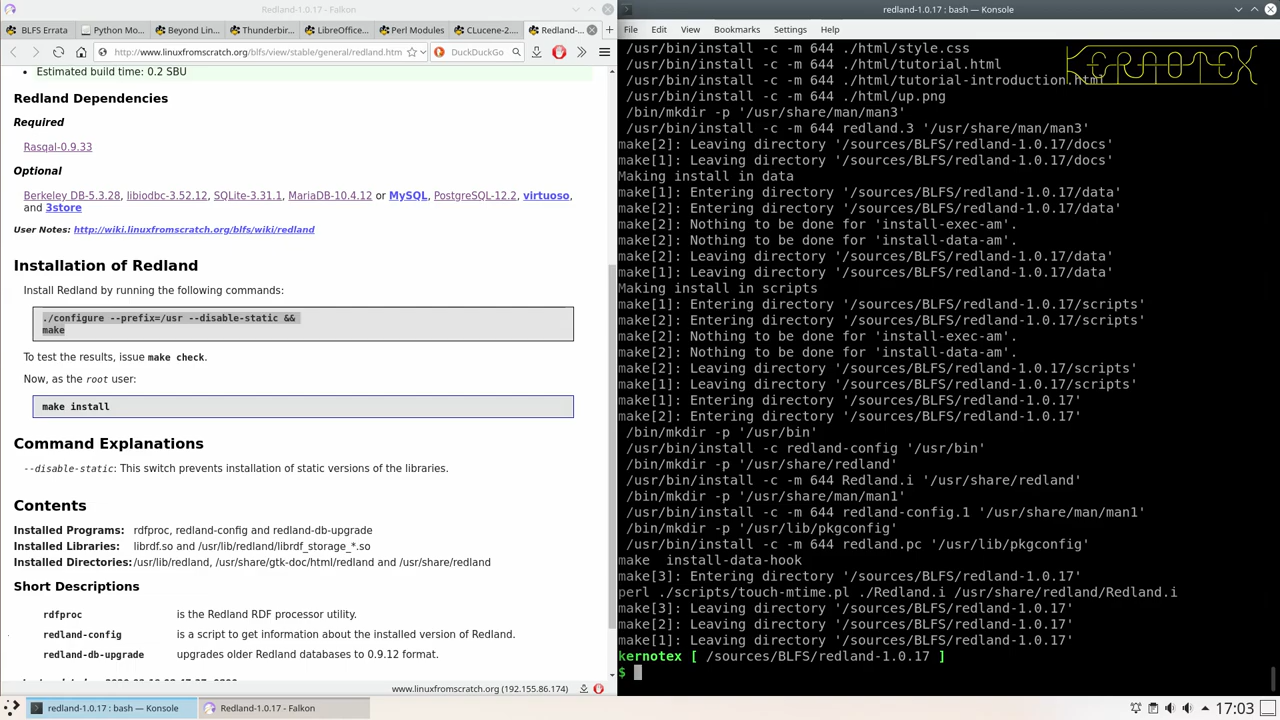 Redland-1.0.17 - Falkon
BLFS Errata
Python Mo...
Beyond Lin...
Thunderbir...
LibreOffice...
Perl Modules
CLucene-2....
Redland-...
http://www.linuxfromscratch.org/blfs/view/stable/general/redland.htm
DuckDuckGo
Estimated build time: 0.2 SBU
Redland Dependencies
Required
Rasqal-0.9.33
Optional
Berkeley DB-5.3.28, libiodbc-3.52.12, SQLite-3.31.1, MariaDB-10.4.12 or MySQL, PostgreSQL-12.2, virtuoso,
and 3store
User Notes: http://wiki.linuxfromscratch.org/blfs/wiki/redland
Installation of Redland
Install Redland by running the following commands:
./configure --prefix=/usr --disable-static &&
make
To test the results, issue make check.
Now, as the root user:
make install
Command Explanations
--disable-static: This switch prevents installation of static versions of the libraries.
Contents
Installed Programs: rdfproc, redland-config and redland-db-upgrade
Installed Libraries: librdf.so and /usr/lib/redland/librdf_storage_*.so
Installed Directories: /usr/lib/redland, /usr/share/gtk-doc/html/redland and /usr/share/redland
Short Descriptions
rdfproc is the Redland RDF processor utility.
redland-config is a script to get information about the installed version of Redland.
redland-db-upgrade upgrades older Redland databases to 0.9.12 format.
www.linuxfromscratch.org (192.155.86.174)
redland-1.0.17 : bash — Konsole
File Edit View Bookmarks Settings Help
KERNOTEX
/usr/bin/install -c -m 644 ./html/style.css
/usr/bin/install -c -m 644 ./html/tutorial.html
/usr/bin/install -c -m 644 ./html/tutorial-introduction.html
/usr/bin/install -c -m 644 ./html/up.png
/bin/mkdir -p '/usr/share/man/man3'
/usr/bin/install -c -m 644 redland.3 '/usr/share/man/man3'
make[2]: Leaving directory '/sources/BLFS/redland-1.0.17/docs'
make[1]: Leaving directory '/sources/BLFS/redland-1.0.17/docs'
Making install in data
make[1]: Entering directory '/sources/BLFS/redland-1.0.17/data'
make[2]: Entering directory '/sources/BLFS/redland-1.0.17/data'
make[2]: Nothing to be done for 'install-exec-am'.
make[2]: Nothing to be done for 'install-data-am'.
make[2]: Leaving directory '/sources/BLFS/redland-1.0.17/data'
make[1]: Leaving directory '/sources/BLFS/redland-1.0.17/data'
Making install in scripts
make[1]: Entering directory '/sources/BLFS/redland-1.0.17/scripts'
make[2]: Entering directory '/sources/BLFS/redland-1.0.17/scripts'
make[2]: Nothing to be done for 'install-exec-am'.
make[2]: Nothing to be done for 'install-data-am'.
make[2]: Leaving directory '/sources/BLFS/redland-1.0.17/scripts'
make[1]: Leaving directory '/sources/BLFS/redland-1.0.17/scripts'
make[1]: Entering directory '/sources/BLFS/redland-1.0.17'
make[2]: Entering directory '/sources/BLFS/redland-1.0.17'
/bin/mkdir -p '/usr/bin'
/usr/bin/install -c redland-config '/usr/bin'
/bin/mkdir -p '/usr/share/redland'
/usr/bin/install -c -m 644 Redland.i '/usr/share/redland'
/bin/mkdir -p '/usr/share/man/man1'
/usr/bin/install -c -m 644 redland-config.1 '/usr/share/man/man1'
/bin/mkdir -p '/usr/lib/pkgconfig'
/usr/bin/install -c -m 644 redland.pc '/usr/lib/pkgconfig'
make  install-data-hook
make[3]: Entering directory '/sources/BLFS/redland-1.0.17'
perl ./scripts/touch-mtime.pl ./Redland.i /usr/share/redland/Redland.i
make[3]: Leaving directory '/sources/BLFS/redland-1.0.17'
make[2]: Leaving directory '/sources/BLFS/redland-1.0.17'
make[1]: Leaving directory '/sources/BLFS/redland-1.0.17'
kernotex [ /sources/BLFS/redland-1.0.17 ]
$
redland-1.0.17 : bash — Konsole
Redland-1.0.17 - Falkon
17:03